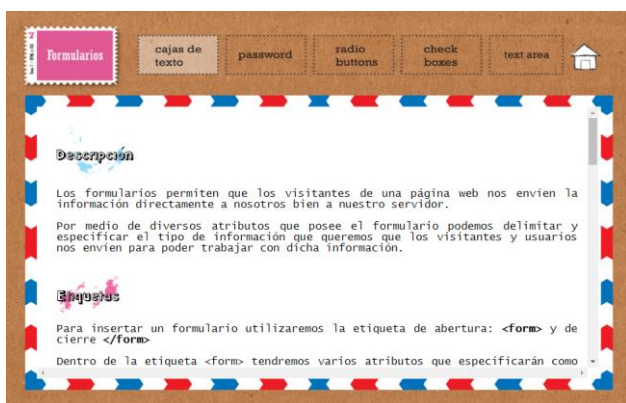 Formularios
cajas de
texto
password
radio
buttons
check
boxes
text area
Descripción
Los formularios permiten que los visitantes de una página web nos envíen la
información directamente a nosotros bien a nuestro servidor.
Por medio de diversos atributos que posee el formulario podemos delimitar y
especificar el tipo de información que queremos que los visitantes y usuarios
nos envíen para poder trabajar con dicha información.
Etiquetas
Para insertar un formulario utilizaremos la etiqueta de abertura: <form> y de
cierre </form>
Dentro de la etiqueta <form> tendremos varios atributos que especificarán como